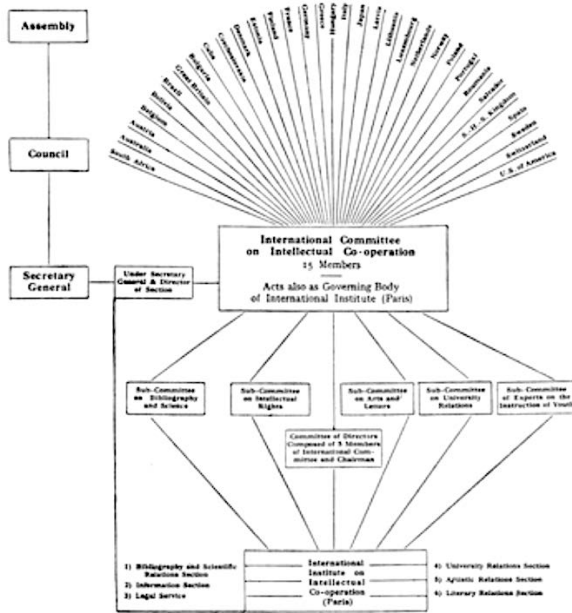 Assembly
Council
Secretary
General
Under Secretary
General & Director
of Section
South Africa
Australia
Austria
Belgium
Bolivia
Brazil
Great Britain
Bulgaria
Cuba
Czechoslovakia
Denmark
Estonia
Finland
France
Germany
Greece
Hungary
Italy
Japan
Latvia
Lithuania
Luxembourg
Netherlands
Norway
Poland
Portugal
Roumania
Salvador
S.-H.-S. Kingdom
Spain
Sweden
Switzerland
U.S. of America
International Committee
on Intellectual Co-operation
15 Members
Acts also as Governing Body
of International Institute (Paris)
Sub-Committee
on Bibliography
and Science
Sub-Committee
on Intellectual
Rights
Sub-Committee
on Arts and
Letters
Sub-Committee
on University
Relations
Sub-Committee
of Experts on the
Instruction of Youth
Committee of Directors
Composed of 5 Members
of International Com-
mittee and Chairman
1) Bibliography and Scientific
Relations Section
2) Information Section
3) Legal Service
International
Institute on
Intellectual
Co-operation
(Paris)
4) University Relations Section
5) Artistic Relations Section
6) Literary Relations Section